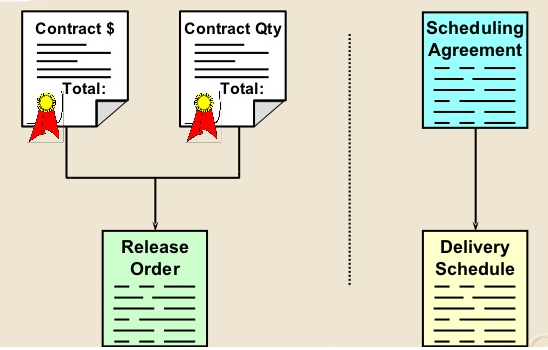 Contract $
Total:
Contract Qty
Total:
Scheduling
Agreement
Release
Order
Delivery
Schedule